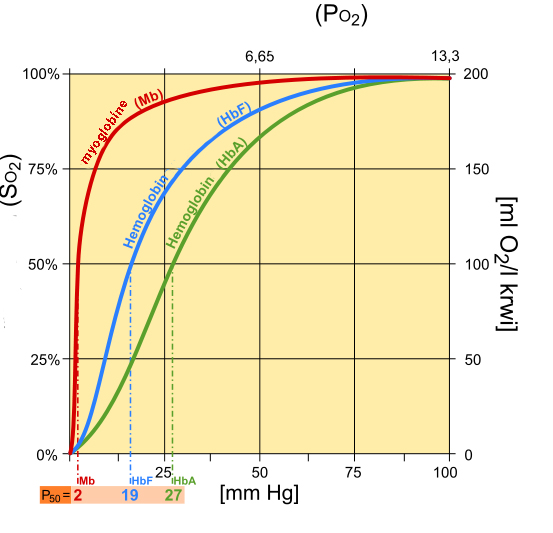 (PO₂)
6,65 13,3
100% 200
myoglobine (Mb)
Hemoglobin (HbF)
Hemoglobin (HbA)
(SO₂)
75% 150
50% 100
25% 50
0% 0
[ml O₂/l krwi]
25 50 75 100
Mb HbF HbA
P₅₀= 2 19 27
[mm Hg]